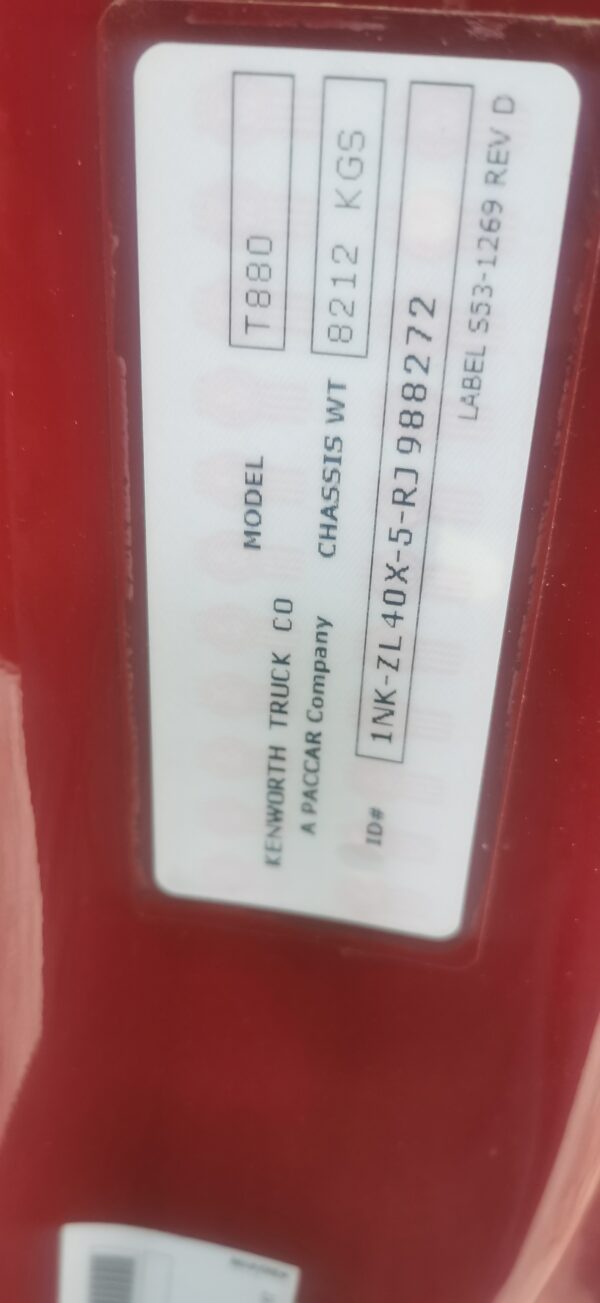 KENWORTH TRUCK CO MODEL T880
A PACCAR Company CHASSIS WT 8212 KGS
ID# 1NK-ZL40X-5-RJ988272
LABEL S53-1269 REV D